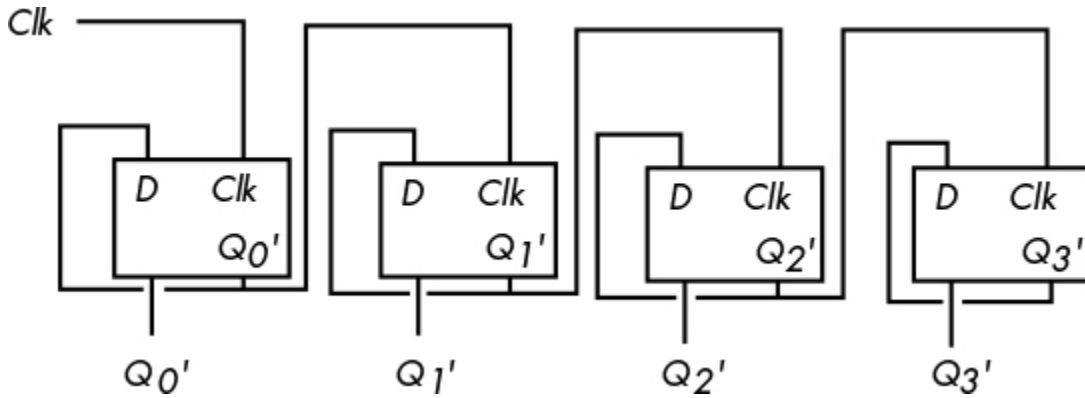 Clk
D Clk
Q0'
D Clk
Q1'
D Clk
Q2'
D Clk
Q3'
Q0' Q1' Q2' Q3'